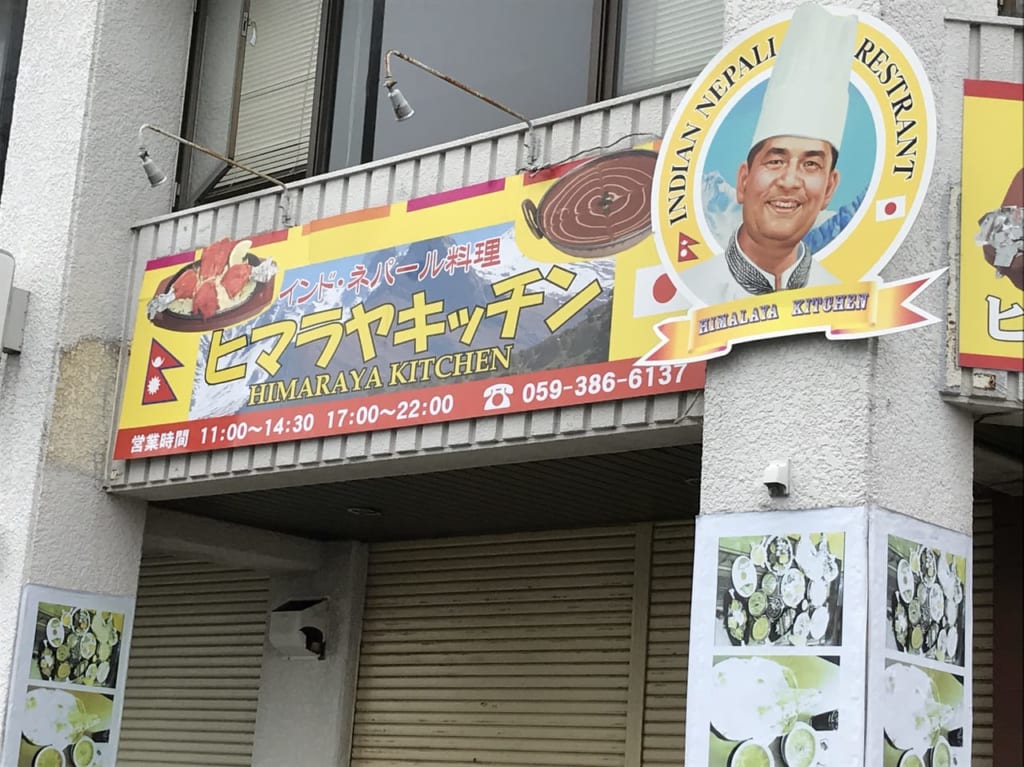 インド・ネパール料理
ヒマラヤキッチン
HIMARAYA KITCHEN
営業時間 11:00～14:30 17:00～22:00 ☎ 059-386-6137
INDIAN NEPALI RESTRANT
HIMALAYA KITCHEN
ヒ